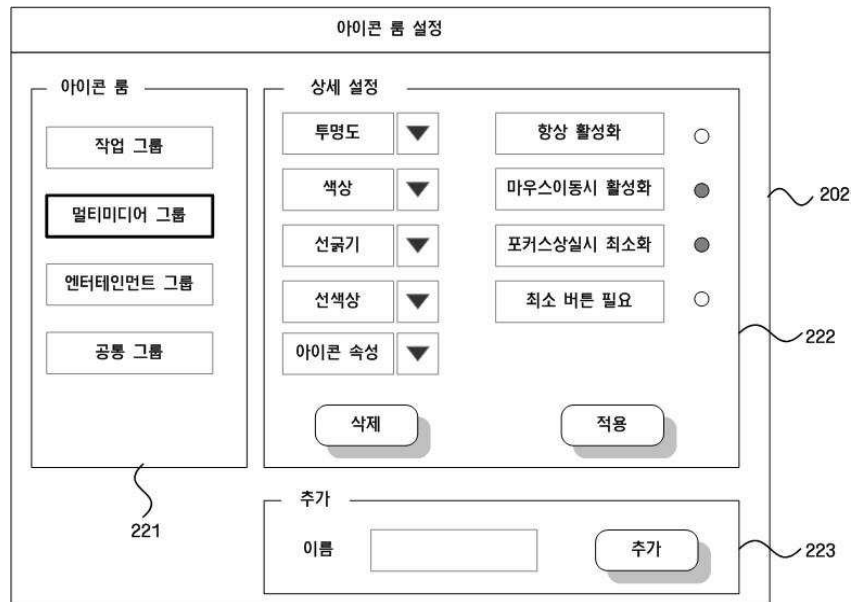 아이콘 룸 설정
아이콘 룸
작업 그룹
멀티미디어 그룹
엔터테인먼트 그룹
공통 그룹
221
상세 설정
투명도
항상 활성화
색상
마우스이동시 활성화
202
선굵기
포커스상실시 최소화
선색상
최소 버튼 필요
222
아이콘 속성
삭제
적용
추가
이름
추가
223